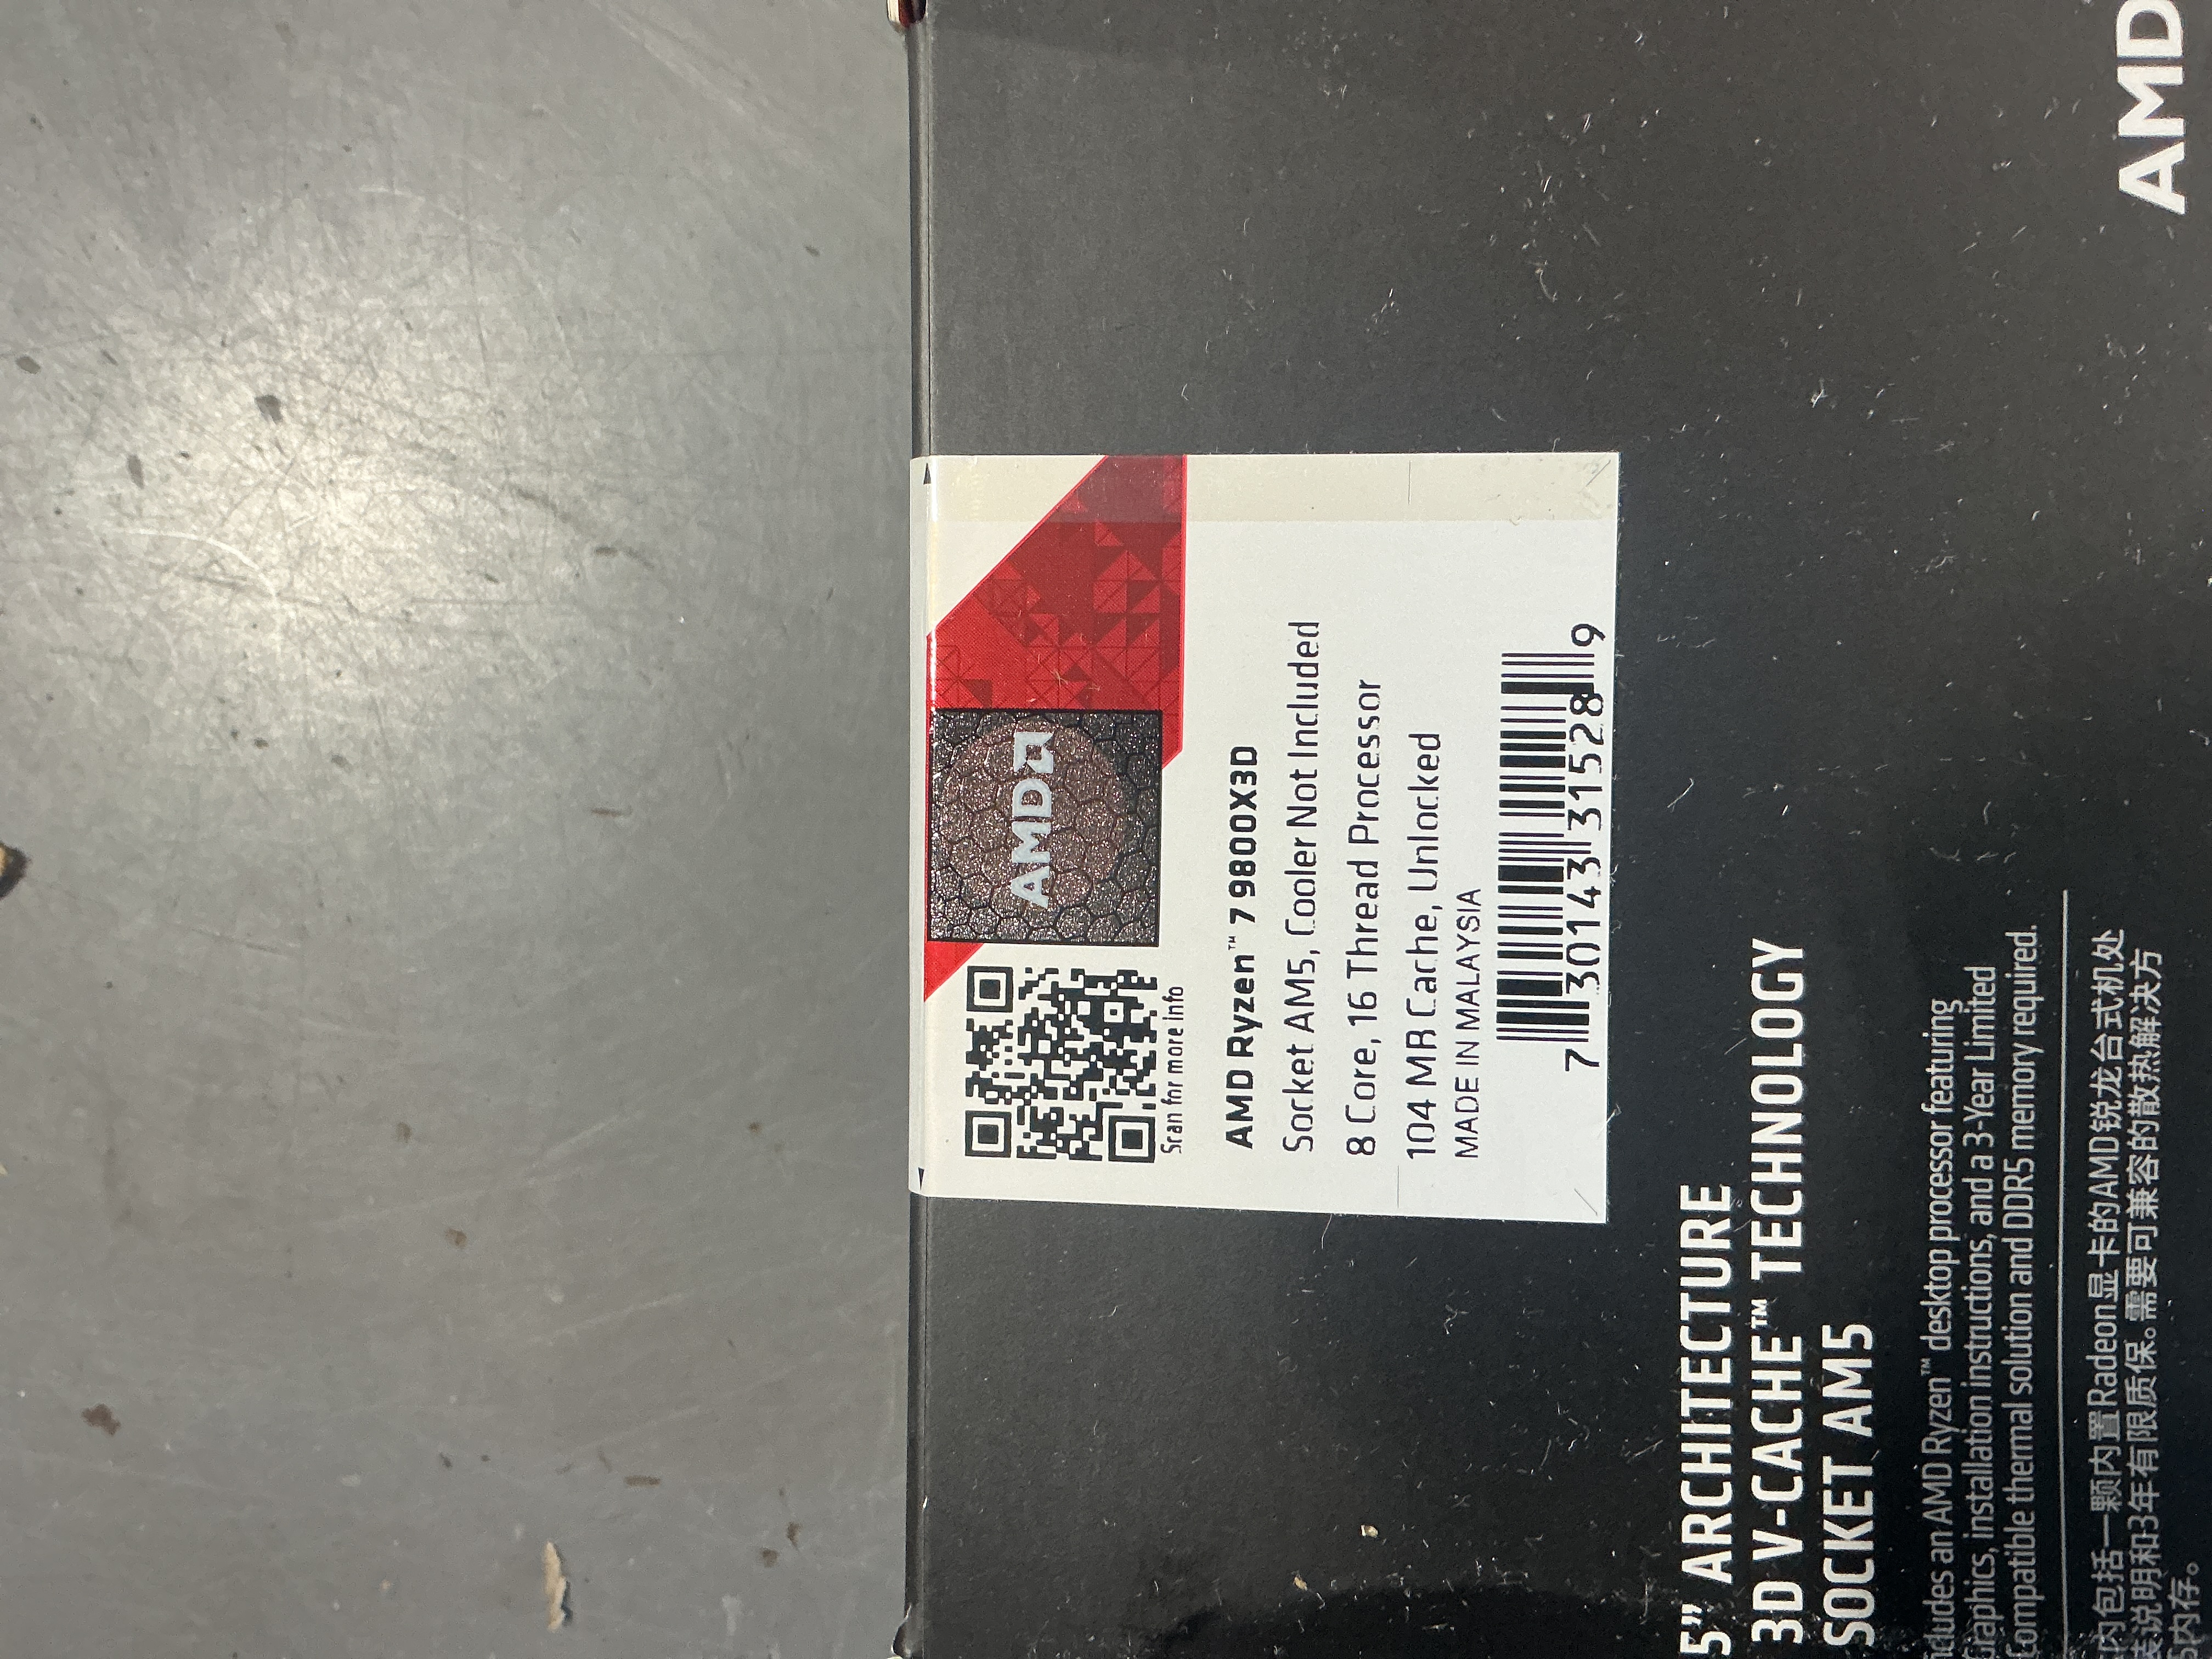 AMD
Scan for more info
AMD Ryzen™ 7 9800X3D
Socket AM5, Cooler Not Included
8 Core, 16 Thread Processor
104 MB Cache, Unlocked
MADE IN MALAYSIA
7 30143 31528 9
5” ARCHITECTURE
3D V-CACHE™ TECHNOLOGY
SOCKET AM5
an AMD Ryzen™ desktop processor featuring
installation instructions, and a 3-Year Limited
Compatible thermal solution and DDR5 memory required.
内包括一颗内置Radeon显卡的AMD锐龙台式机处
装说明和3年有限质保。需要可兼容的散热解决方
内存。
AMD